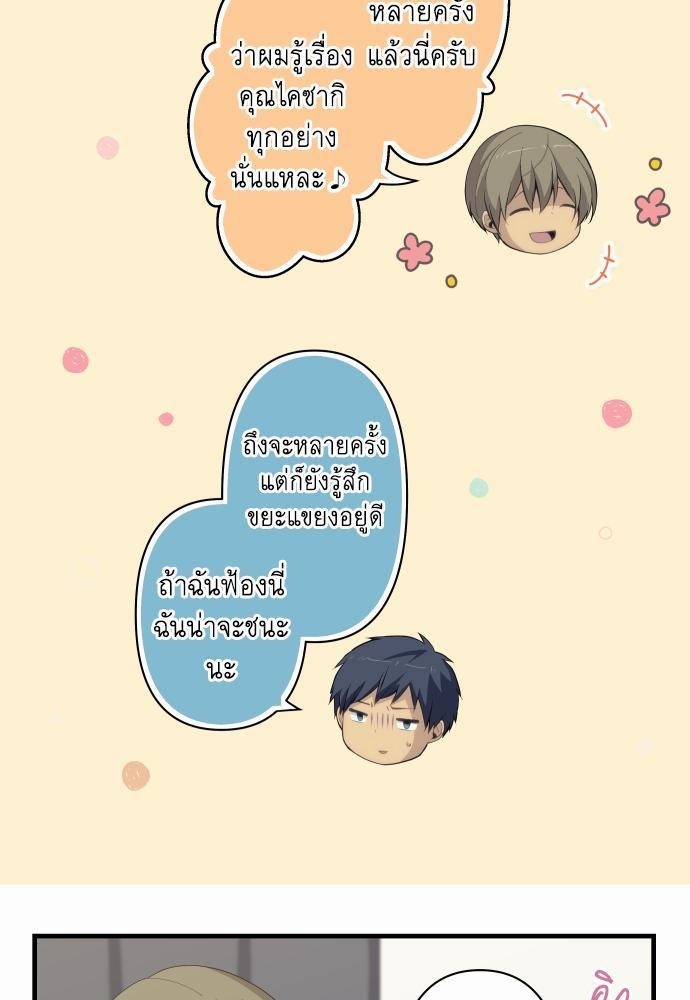 หลายครั้ง
แล้วนี่ครับ
ว่าผมรู้เรื่อง
คุณไคซากิ
ทุกอย่าง
นั่นแหละ♪
ถึงจะหลายครั้ง
แต่ก็ยังรู้สึก
ขยะแขยงอยู่ดี
ถ้าฉันฟ้องนี่
ฉันน่าจะชนะ
นะ